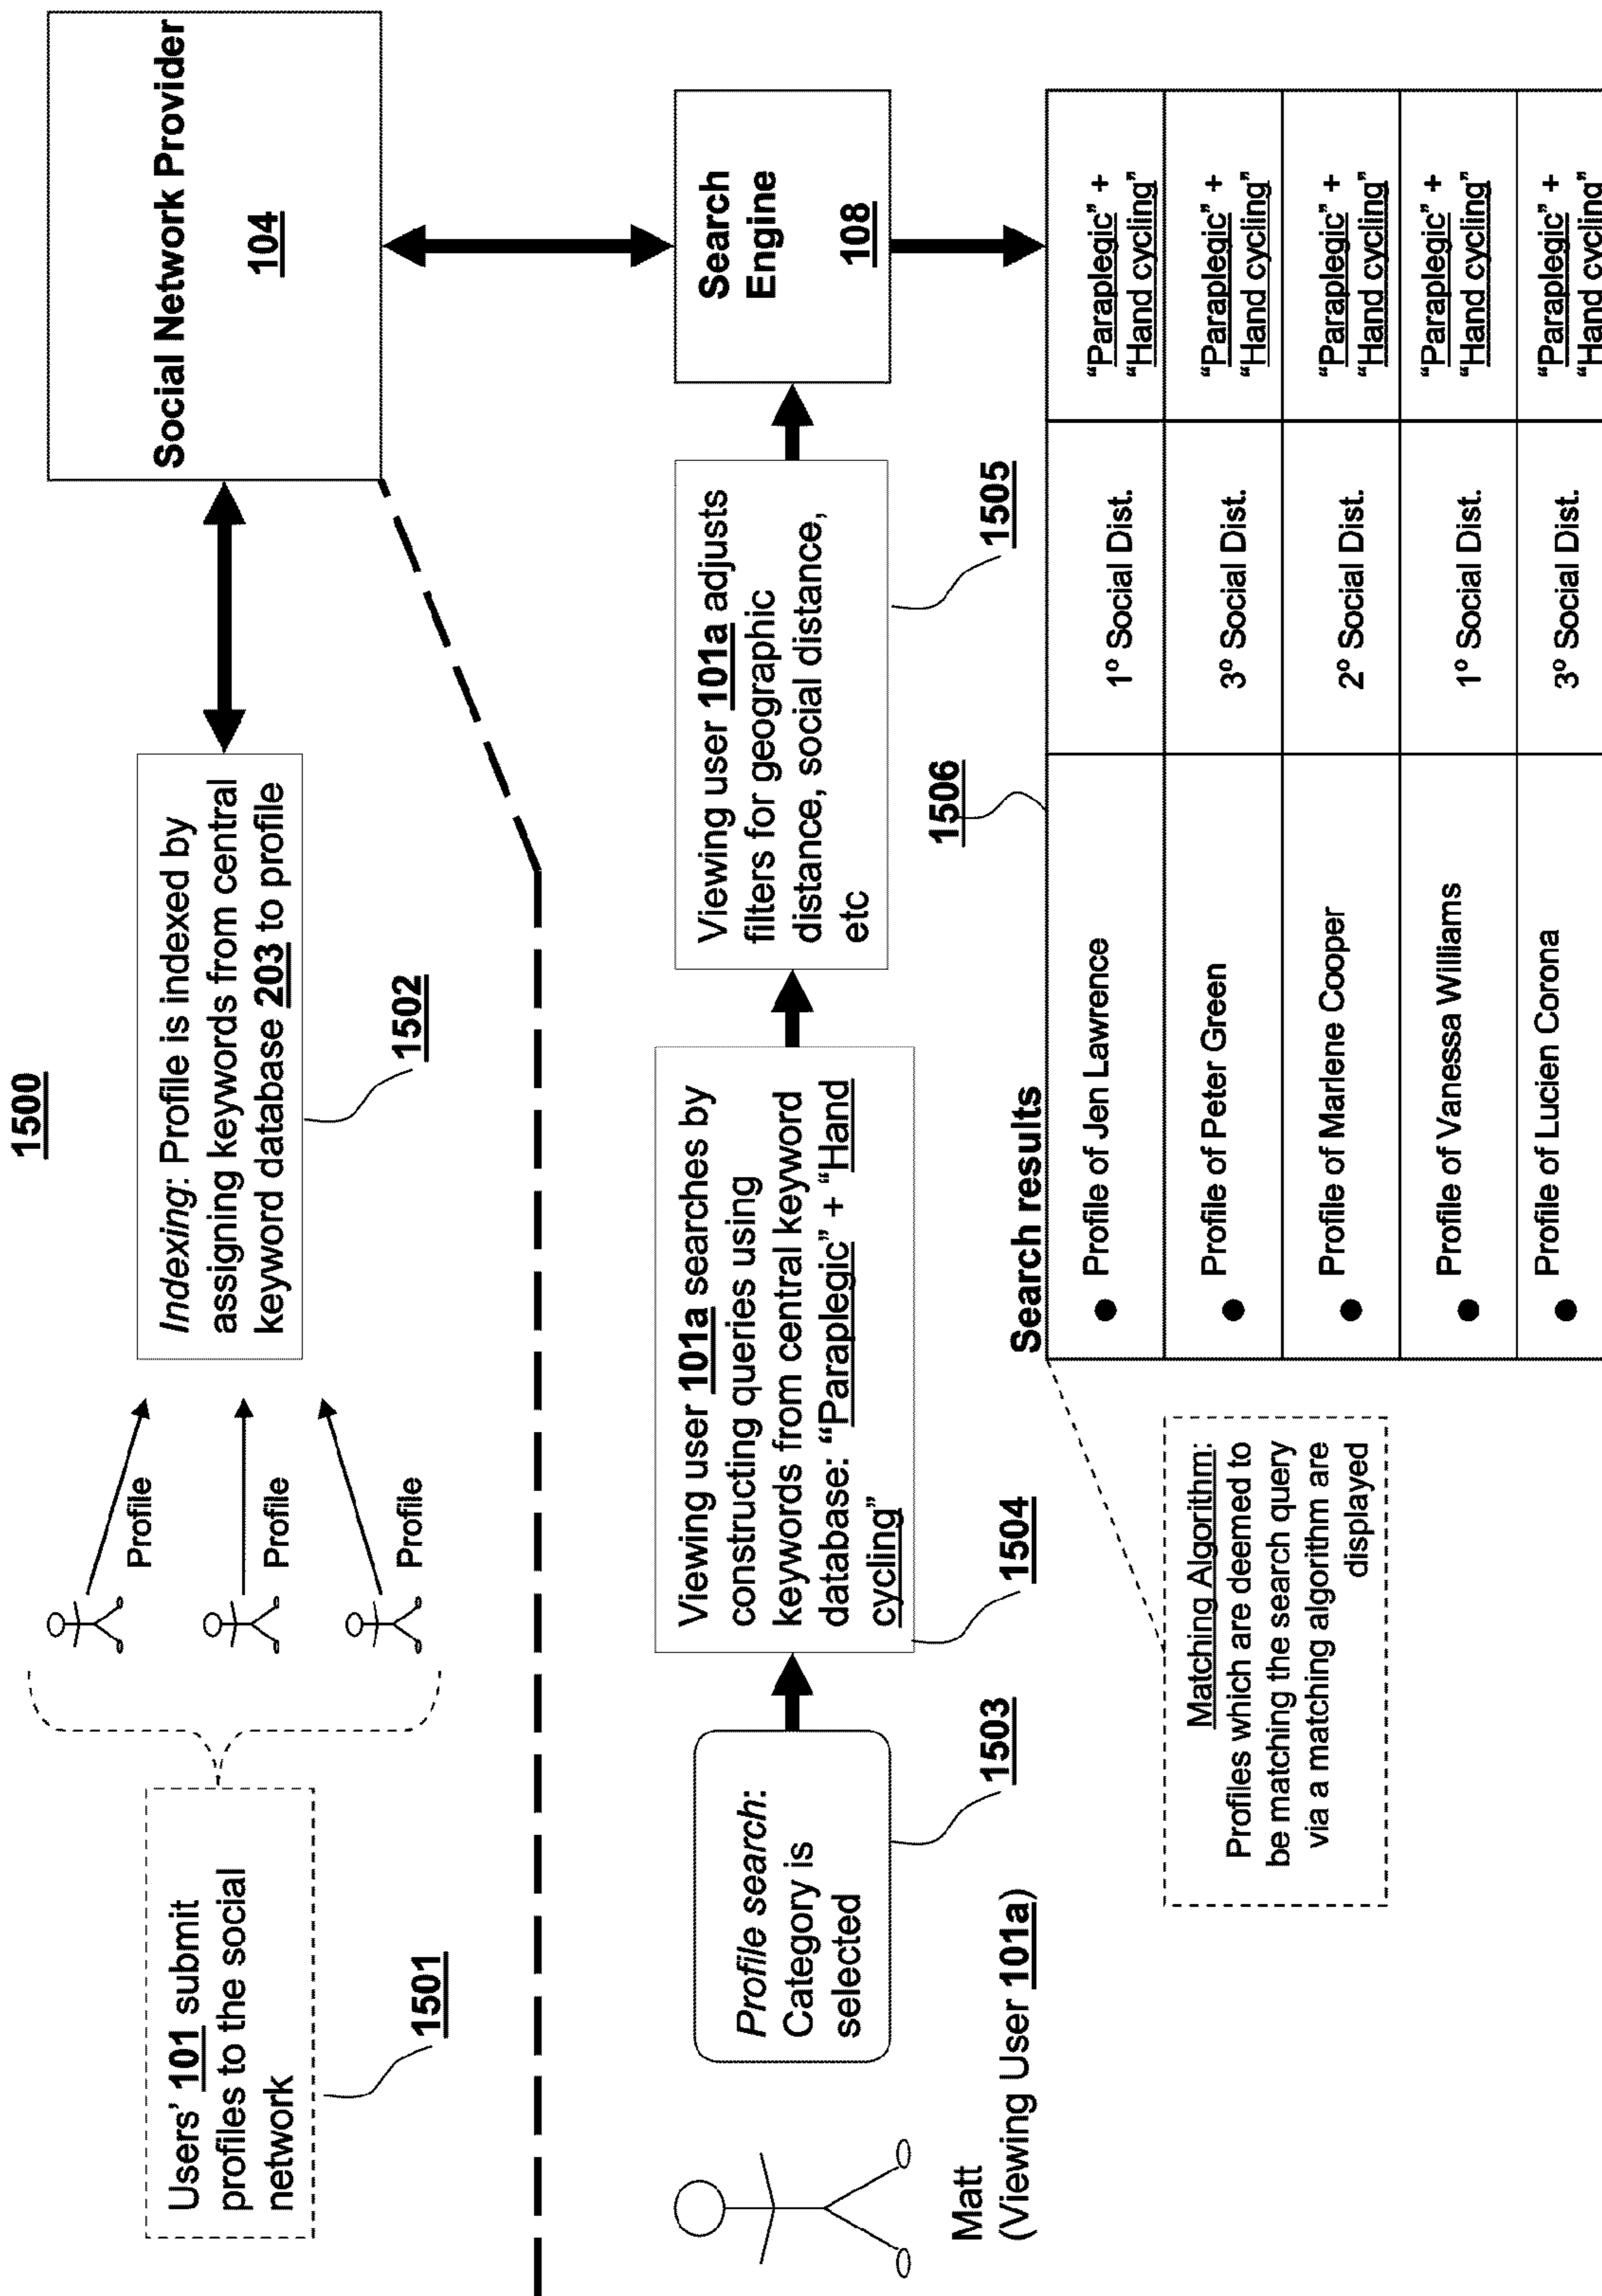 1500
Users' 101 submit
profiles to the social
network
1501
Profile
Profile
Profile
Indexing: Profile is indexed by
assigning keywords from central
keyword database 203 to profile
1502
Social Network Provider
104
Matt
(Viewing User 101a)
Profile search:
Category is
selected
1503
Viewing user 101a searches by
constructing queries using
keywords from central keyword
database: “Paraplegic” + “Hand
cycling”
1504
Viewing user 101a adjusts
filters for geographic
distance, social distance,
etc
1505
Search
Engine
108
Matching Algorithm:
Profiles which are deemed to
be matching the search query
via a matching algorithm are
displayed
Search results
1506
● Profile of Jen Lawrence 1º Social Dist. “Paraplegic” +
“Hand cycling”
● Profile of Peter Green 3º Social Dist. “Paraplegic” +
“Hand cycling”
● Profile of Marlene Cooper 2º Social Dist. “Paraplegic” +
“Hand cycling”
● Profile of Vanessa Williams 1º Social Dist. “Paraplegic” +
“Hand cycling”
● Profile of Lucien Corona 3º Social Dist. “Paraplegic” +
“Hand cycling”